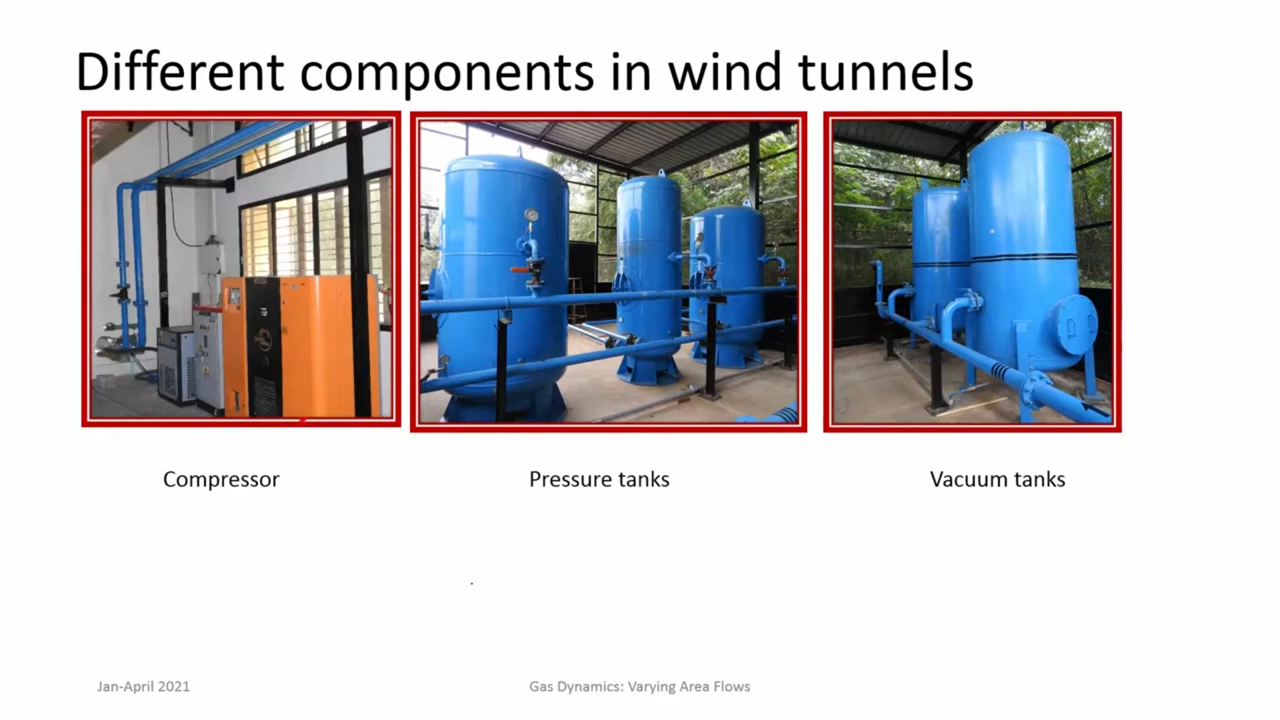 Different components in wind tunnels
Compressor
Pressure tanks
Vacuum tanks
Jan-April 2021
Gas Dynamics: Varying Area Flows